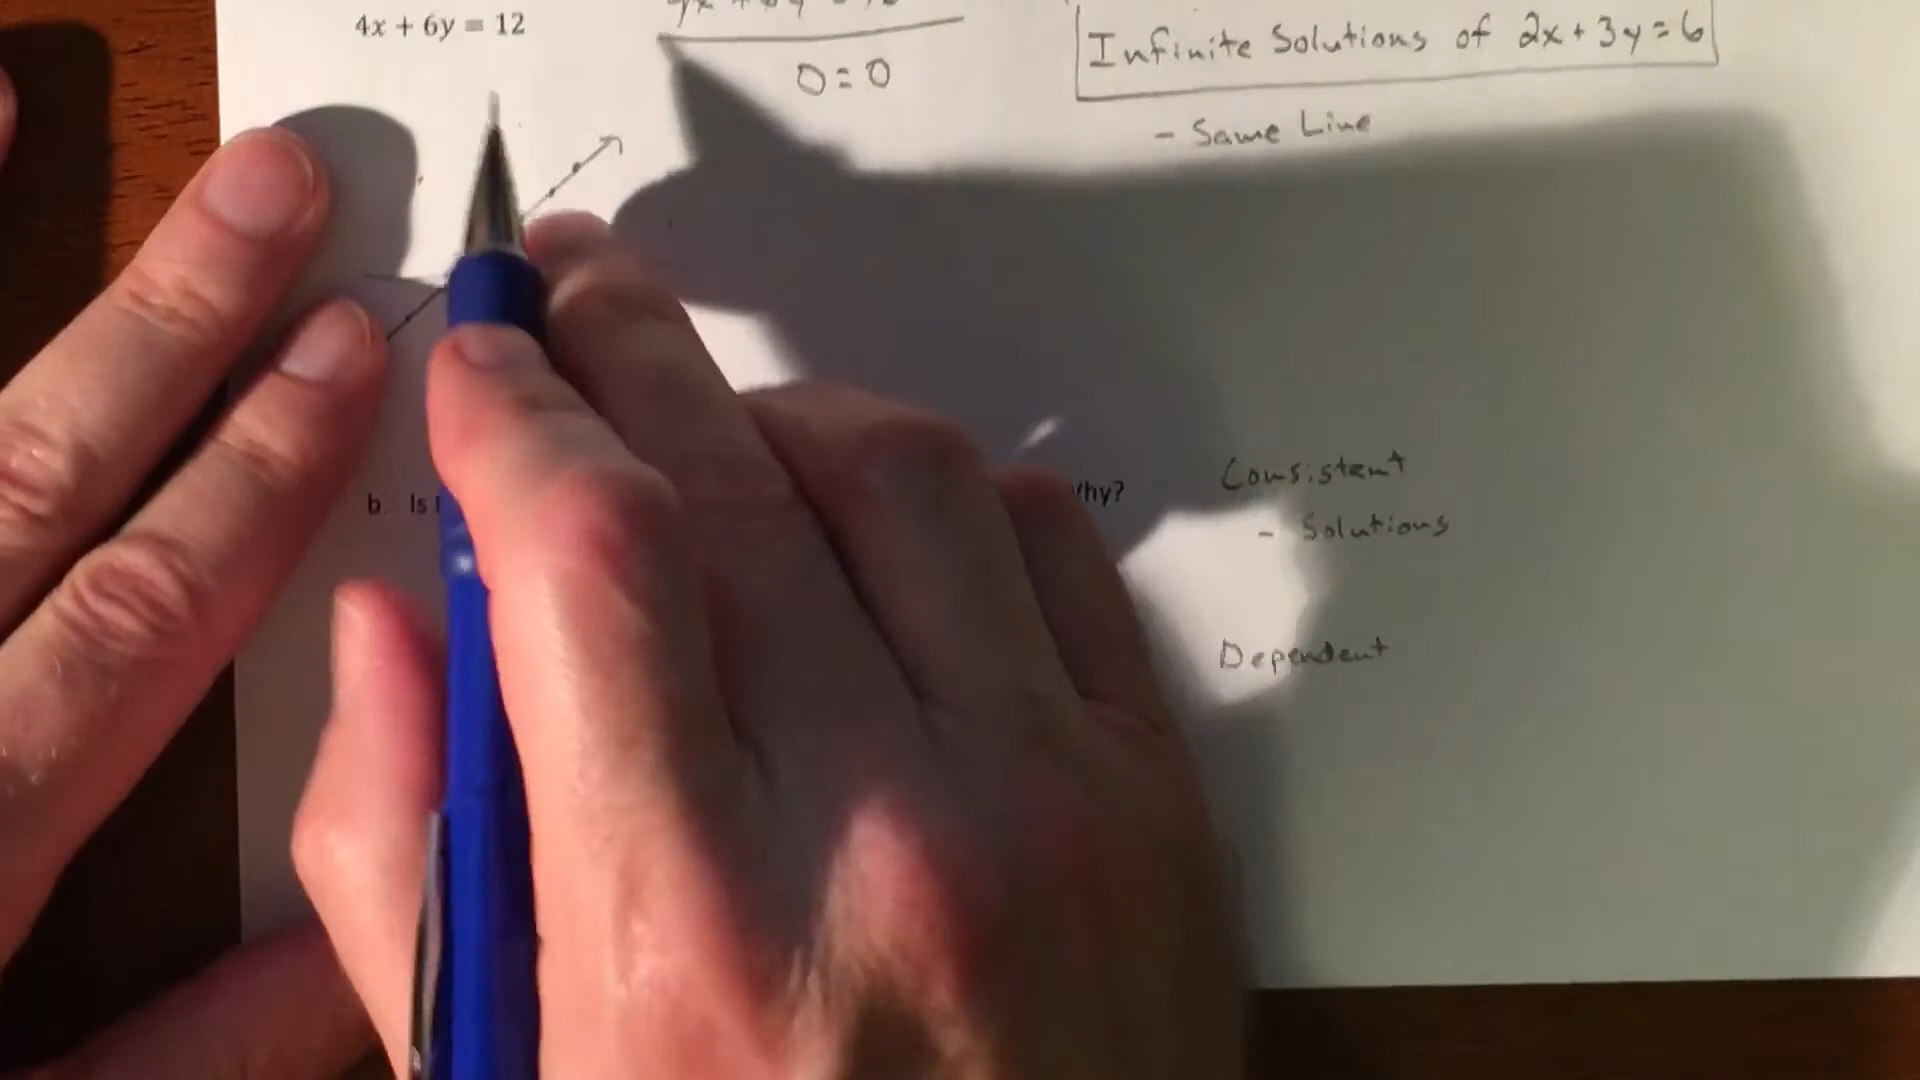 4x + 6y = 12
0 = 0
Infinite Solutions of 2x + 3y = 6
- Same Line
b. Is
Why?
Consistent
- Solutions
Dependent